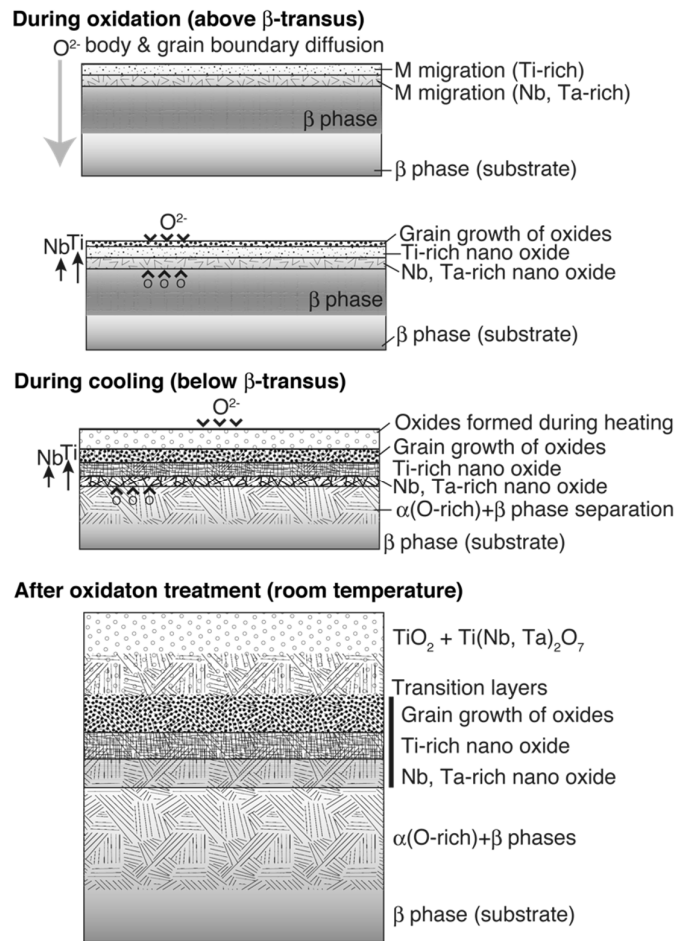 During oxidation (above β-transus)
O²⁻ body & grain boundary diffusion
M migration (Ti-rich)
M migration (Nb, Ta-rich)
β phase
β phase (substrate)
O²⁻
NbTi
Grain growth of oxides
Ti-rich nano oxide
Nb, Ta-rich nano oxide
O O O
β phase
β phase (substrate)
During cooling (below β-transus)
O²⁻
Oxides formed during heating
NbTi
Grain growth of oxides
Ti-rich nano oxide
Nb, Ta-rich nano oxide
O O O
α(O-rich)+β phase separation
β phase (substrate)
After oxidaton treatment (room temperature)
TiO₂ + Ti(Nb, Ta)₂O₇
Transition layers
Grain growth of oxides
Ti-rich nano oxide
Nb, Ta-rich nano oxide
α(O-rich)+β phases
β phase (substrate)